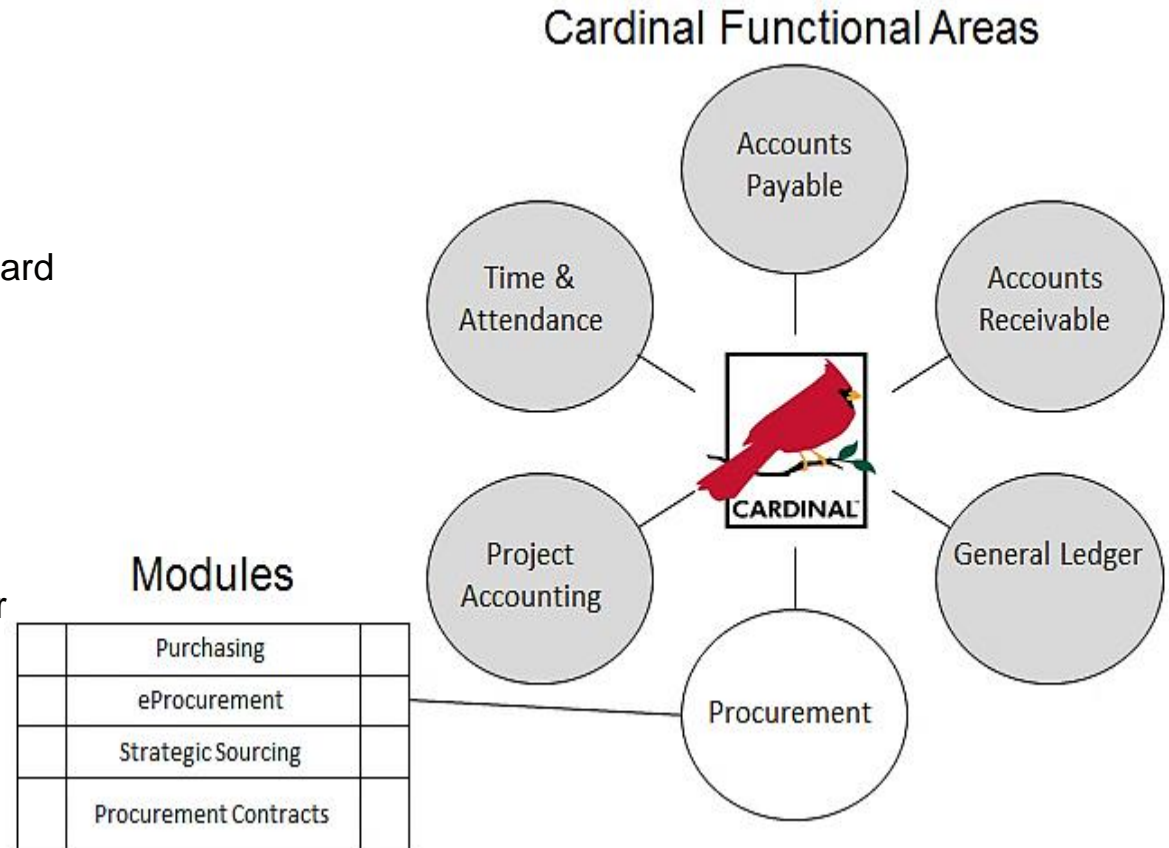 Cardinal Functional Areas
Accounts
Payable
Time &
Attendance
Accounts
Receivable
ard
CARDINAL
Project
Accounting
General Ledger
Modules
r
Purchasing
eProcurement
Strategic Sourcing
Procurement Contracts
Procurement